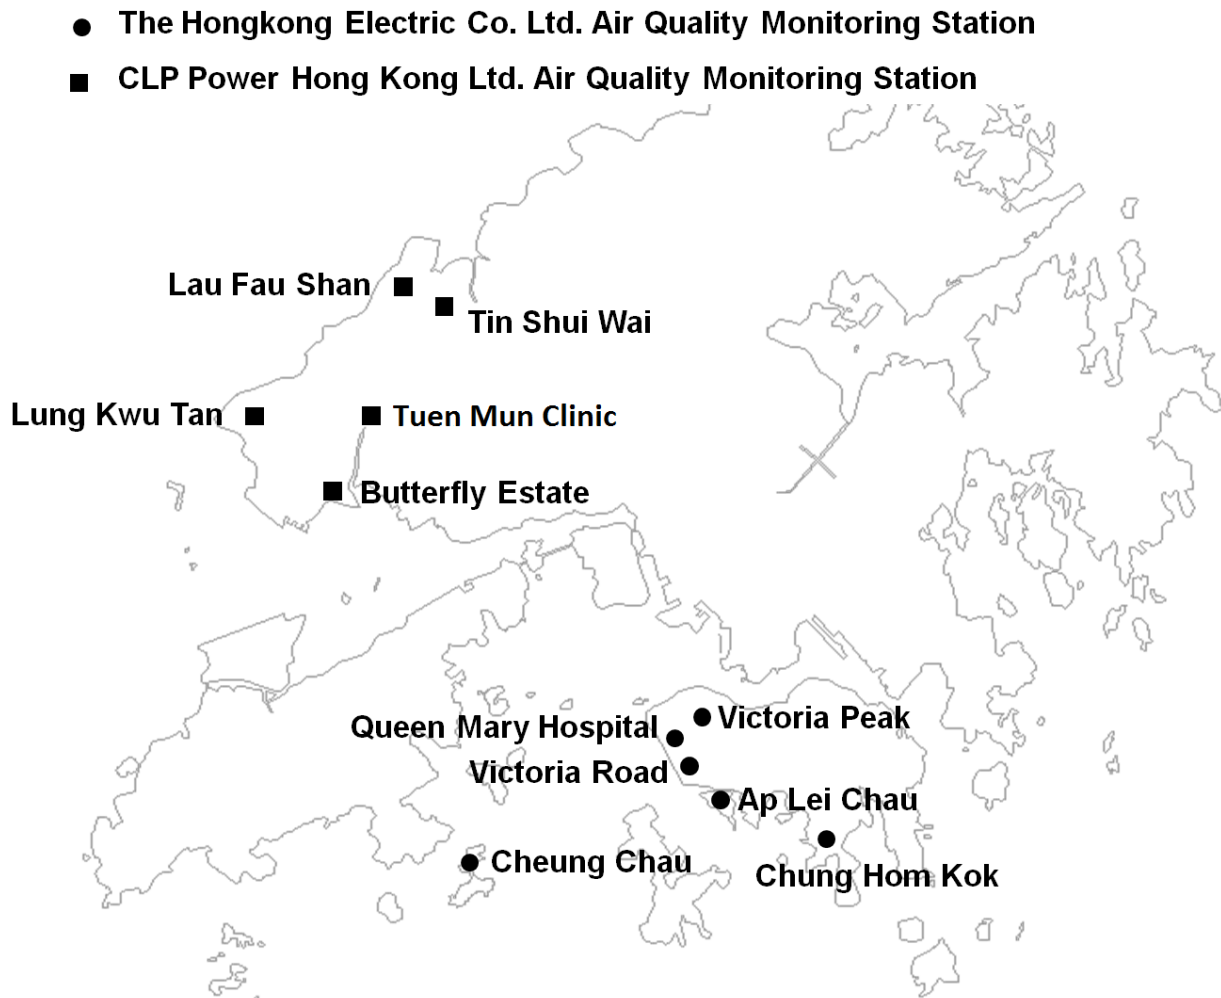 The Hongkong Electric Co. Ltd. Air Quality Monitoring Station
CLP Power Hong Kong Ltd. Air Quality Monitoring Station
Lau Fau Shan
Tin Shui Wai
Lung Kwu Tan
Tuen Mun Clinic
Butterfly Estate
Victoria Peak
Queen Mary Hospital
Victoria Road
Ap Lei Chau
Cheung Chau
Chung Hom Kok